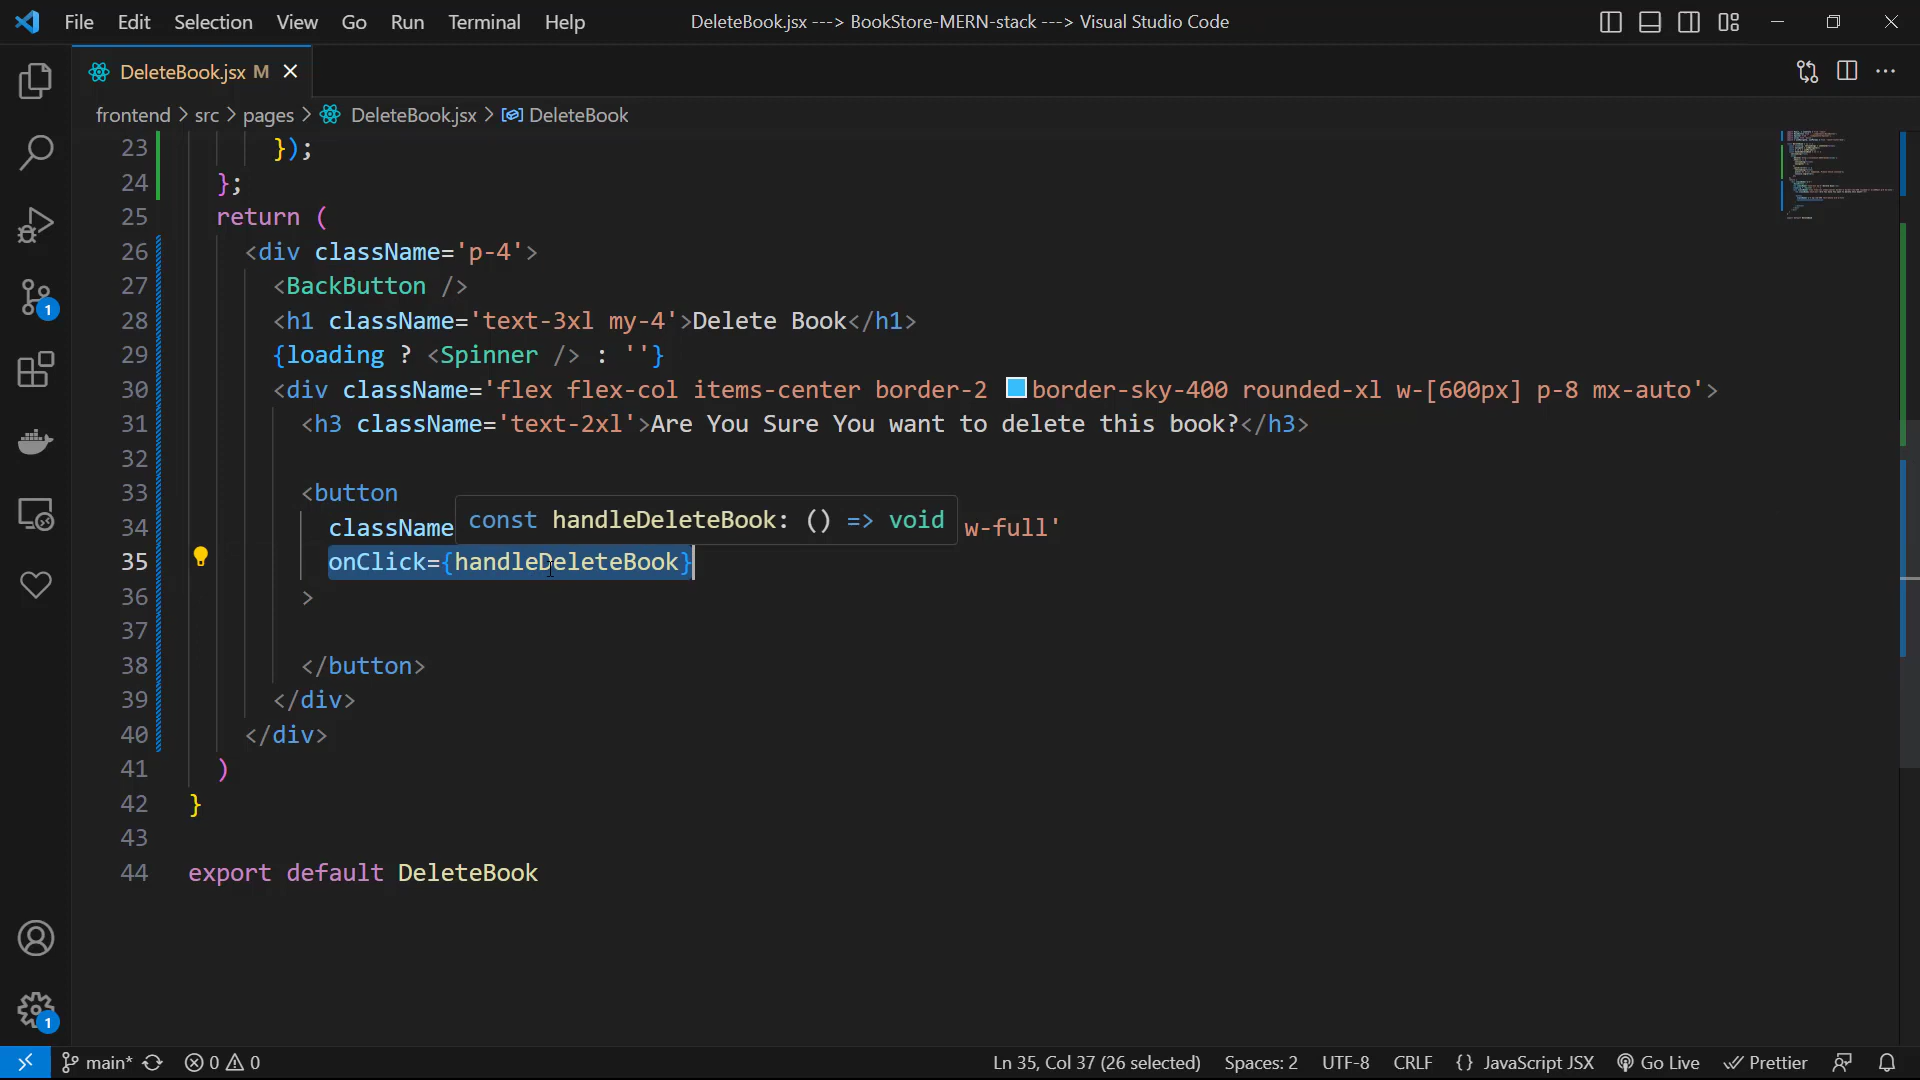 File Edit Selection View Go Run Terminal Help DeleteBook.jsx ---> BookStore-MERN-stack ---> Visual Studio Code
DeleteBook.jsx M
frontend > src > pages > DeleteBook.jsx > DeleteBook
23 });
24 };
25 return (
26 <div className='p-4'>
27 <BackButton />
28 <h1 className='text-3xl my-4'>Delete Book</h1>
29 {loading ? <Spinner /> : ''}
30 <div className='flex flex-col items-center border-2 border-sky-400 rounded-xl w-[600px] p-8 mx-auto'>
31 <h3 className='text-2xl'>Are You Sure You want to delete this book?</h3>
32
33 <button
const handleDeleteBook: () => void
34 className w-full'
35 onClick={handleDeleteBook}
36 >
37
38 </button>
39 </div>
40 </div>
41 )
42 }
43
44 export default DeleteBook
1
1
main* 0 0 Ln 35, Col 37 (26 selected) Spaces: 2 UTF-8 CRLF {} JavaScript JSX Go Live Prettier